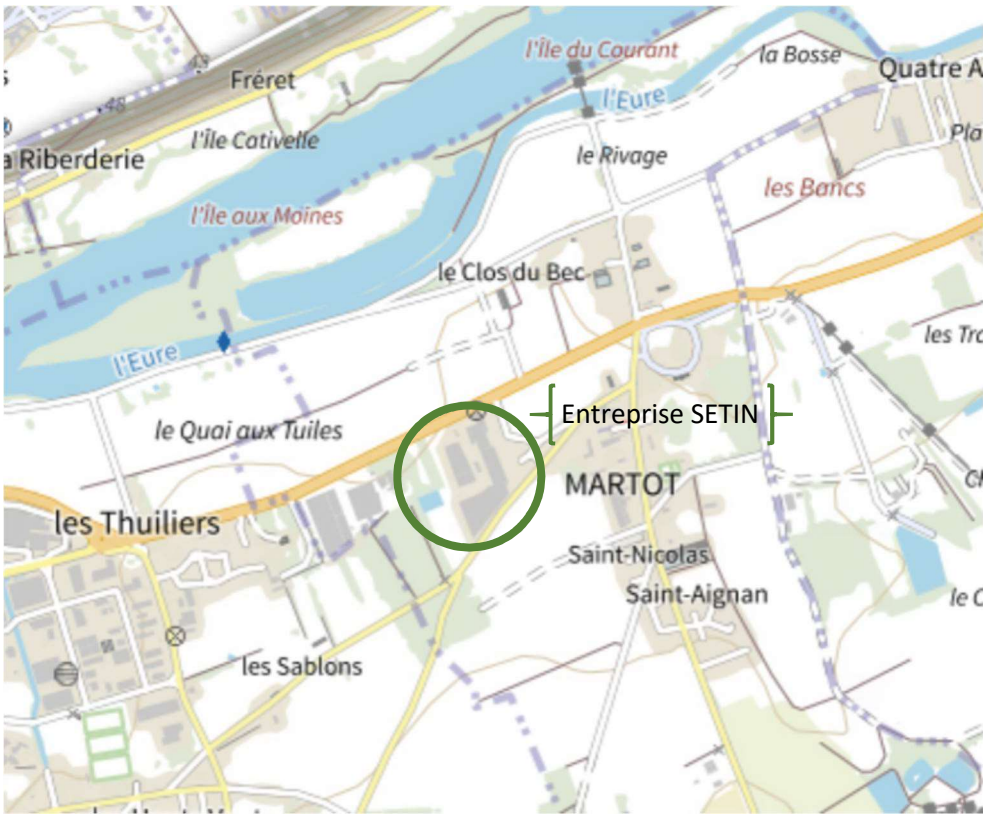 l'Île du Courant
la Bosse
Quatre A
Fréret
l'Eure
48
l'Île Cativelle
Pla
a Riberderie
le Rivage
les Bancs
l'Île aux Moines
le Clos du Bec
les Tro
l'Eure
Entreprise SETIN
le Quai aux Tuiles
MARTOT
les Thuiliers
Saint-Nicolas
Saint-Aignan
le C
les Sablons